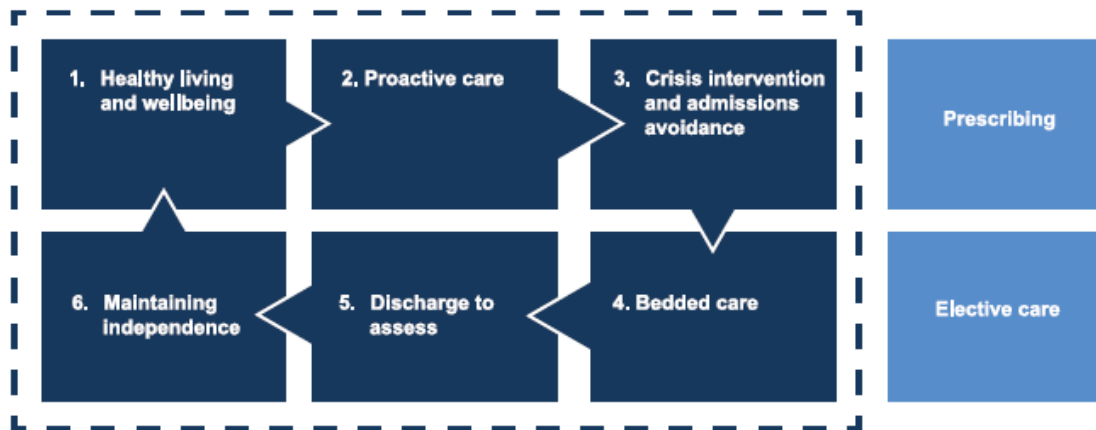 1. Healthy living
and wellbeing
2. Proactive care
3. Crisis intervention
and admissions
avoidance
Prescribing
6. Maintaining
independence
5. Discharge to
assess
4. Bedded care
Elective care